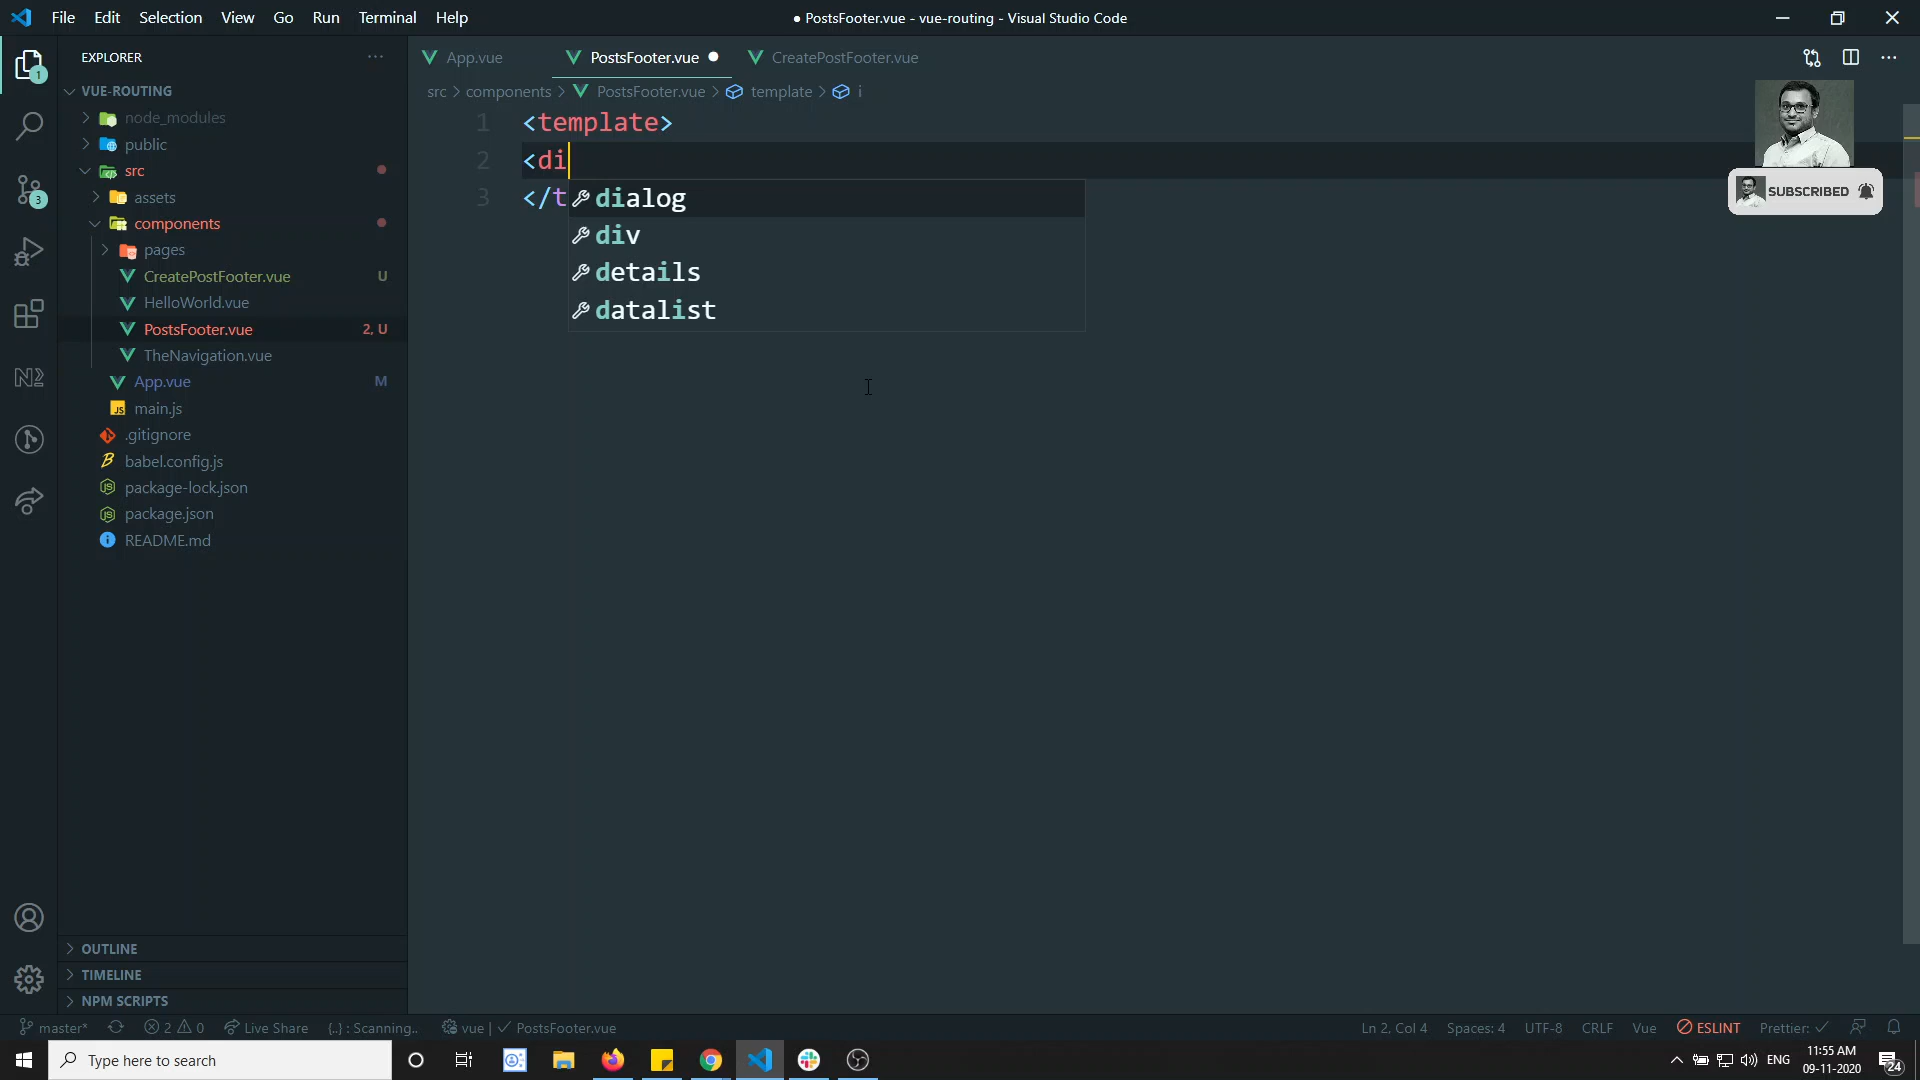 File Edit Selection View Go Run Terminal Help
● PostsFooter.vue - vue-routing - Visual Studio Code
EXPLORER
App.vue
PostsFooter.vue
CreatePostFooter.vue
src > components > PostsFooter.vue > template > i
VUE-ROUTING
node_modules
public
src
assets
components
pages
CreatePostFooter.vue U
HelloWorld.vue
PostsFooter.vue 2, U
TheNavigation.vue
App.vue M
main.js
.gitignore
babel.config.js
package-lock.json
package.json
README.md
1 <template>
2 <di
3 </t
dialog
div
details
datalist
SUBSCRIBED
OUTLINE
TIMELINE
NPM SCRIPTS
1
3
master* 2 0 Live Share {..} : Scanning.. vue | PostsFooter.vue
Ln 2, Col 4 Spaces: 4 UTF-8 CRLF Vue ESLINT Prettier: ✓
Type here to search
ENG
11:55 AM
09-11-2020
24